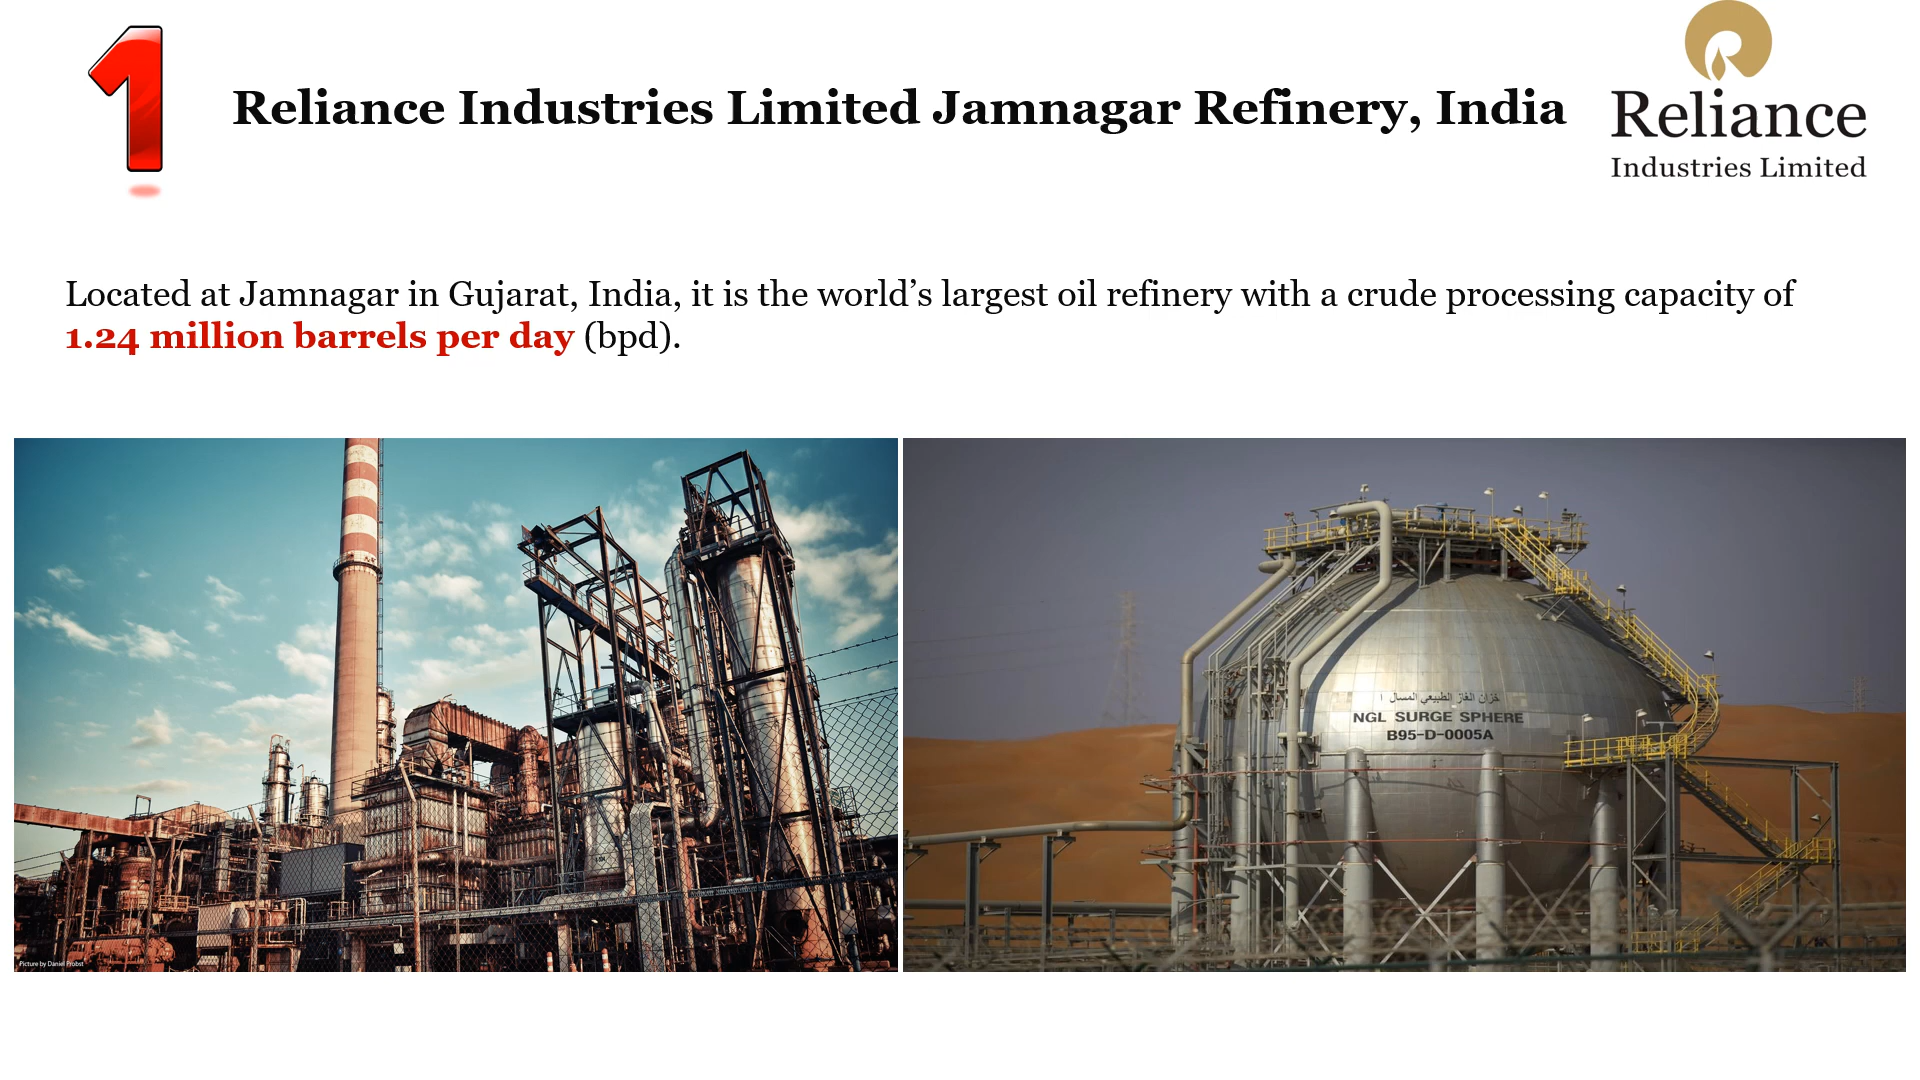 1
Reliance Industries Limited Jamnagar Refinery, India
Reliance
Industries Limited
Located at Jamnagar in Gujarat, India, it is the world’s largest oil refinery with a crude processing capacity of
1.24 million barrels per day (bpd).
خزان الغاز الطبيعي المسال ا
NGL SURGE SPHERE
B95-D-0005A
Picture by Daniel Probst